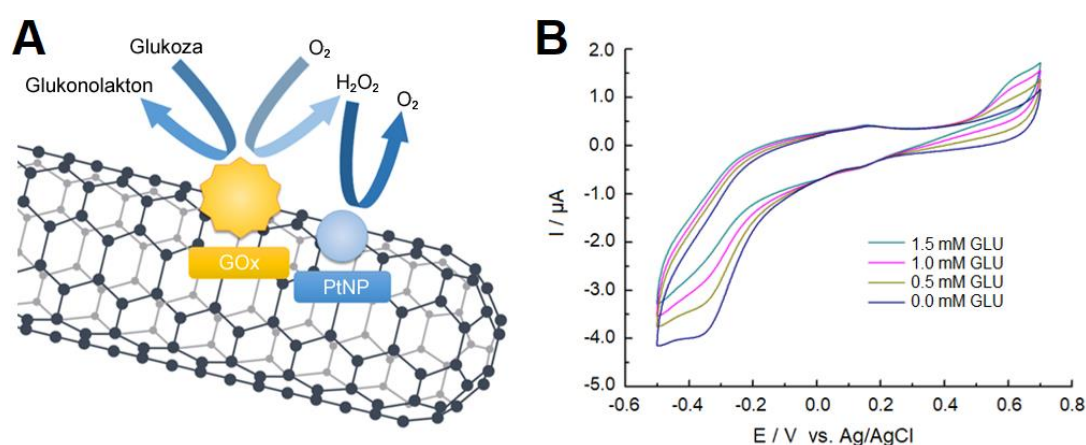 A
Glukoza
O₂
Glukonolakton
H₂O₂
O₂
GOx
PtNP
B
2.0
1.0
0.0
-1.0
-2.0
-3.0
-4.0
-5.0
I / µA
1.5 mM GLU
1.0 mM GLU
0.5 mM GLU
0.0 mM GLU
-0.6 -0.4 -0.2 0.0 0.2 0.4 0.6 0.8
E / V vs. Ag/AgCl